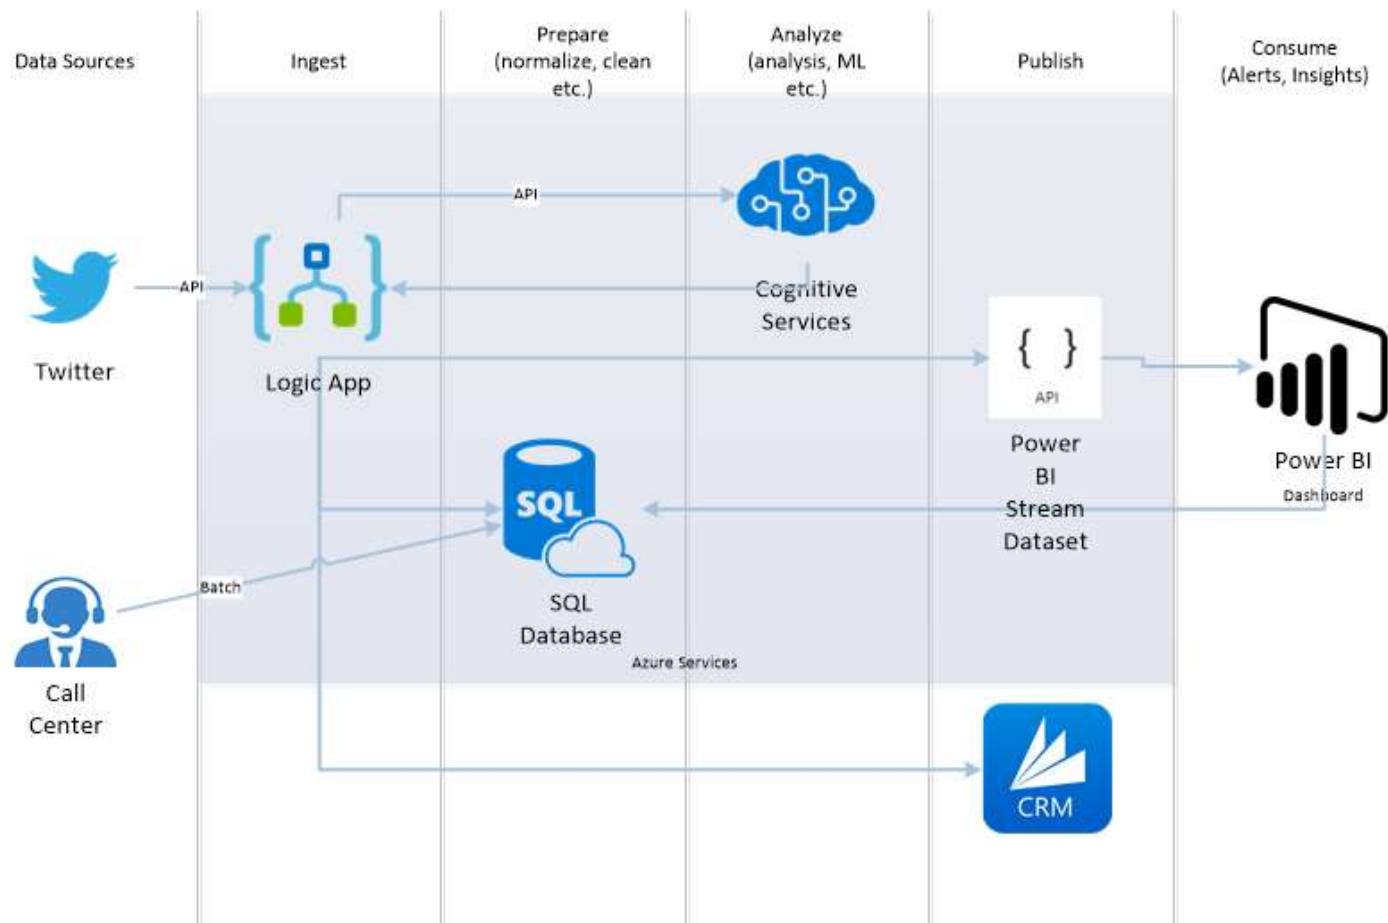 Data Sources
Ingest
Prepare
(normalize, clean
etc.)
Analyze
(analysis, ML
etc.)
Publish
Consume
(Alerts, Insights)
API
API
Twitter
Logic App
Cognitive
Services
{ }
API
Power
BI
Stream
Dataset
Power BI
Dashboard
SQL
SQL
Database
Batch
Azure Services
Call
Center
CRM